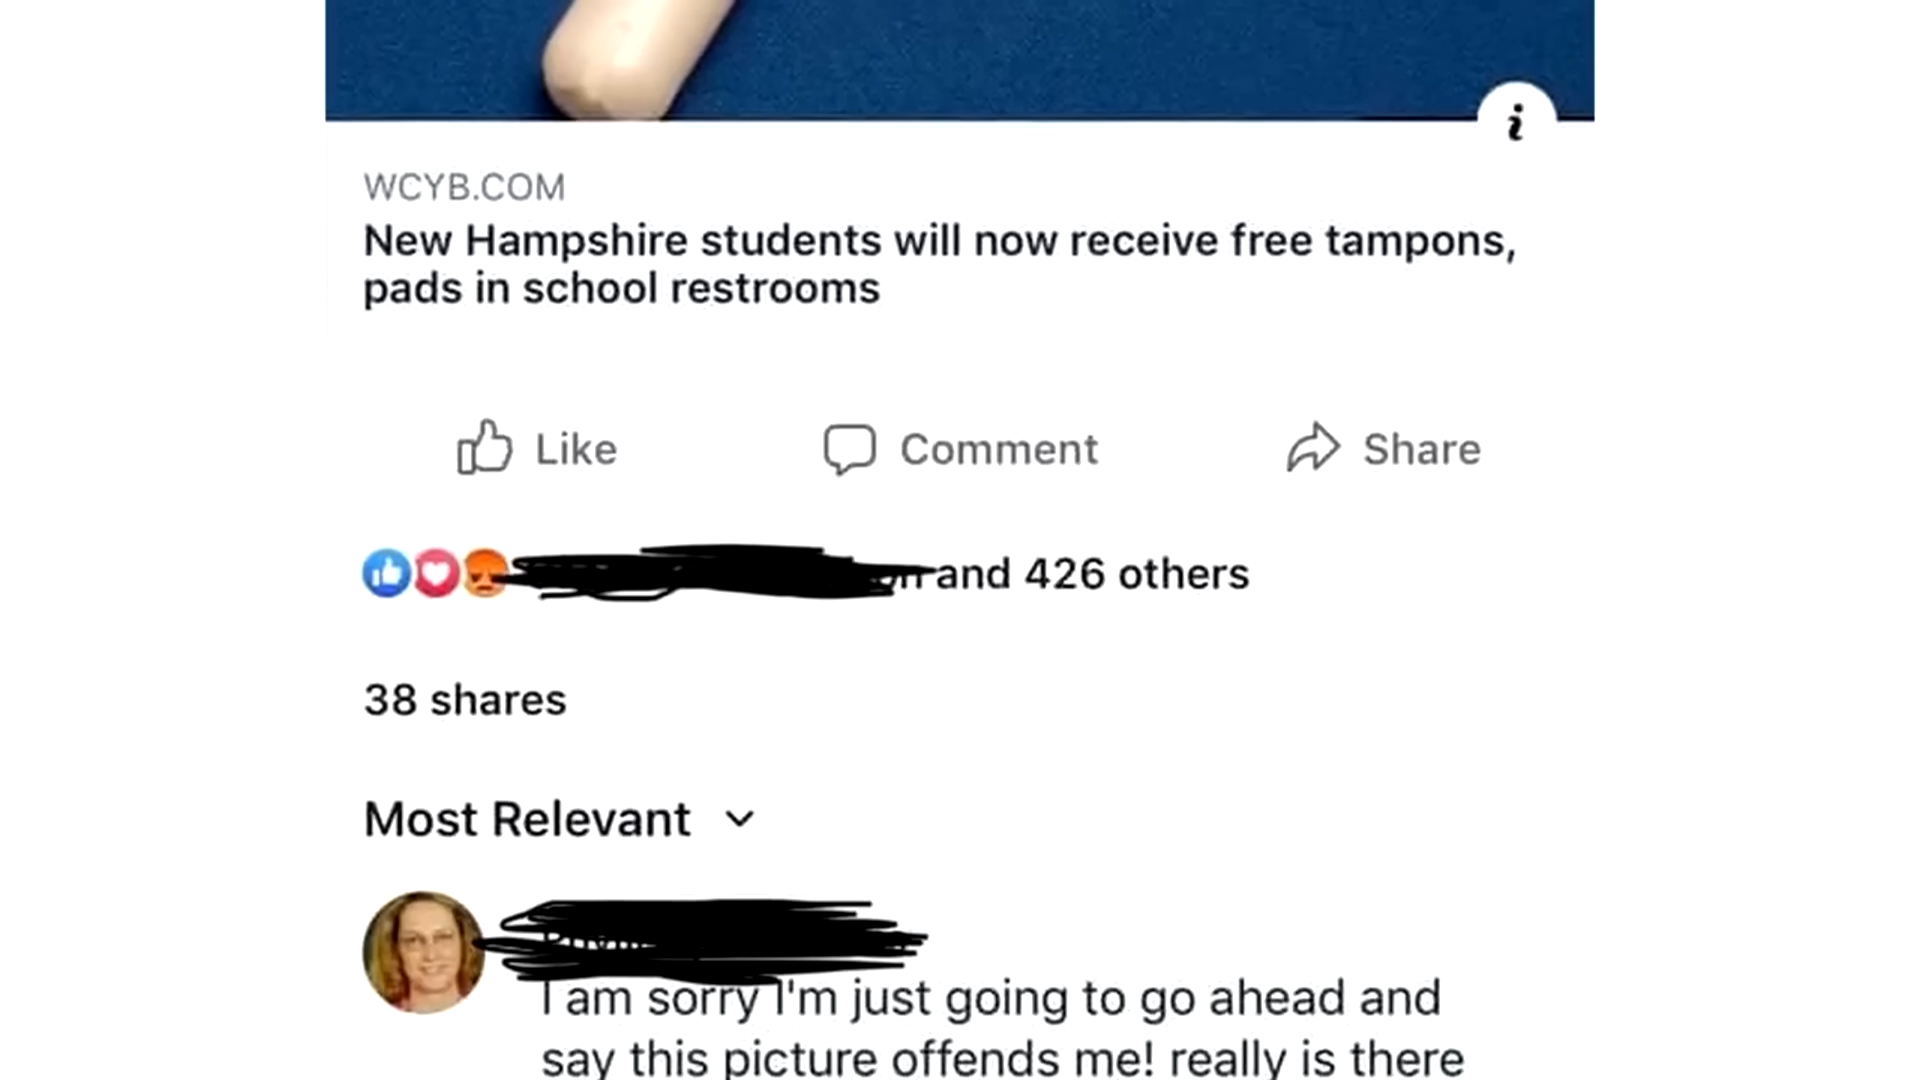 WCYB.COM
New Hampshire students will now receive free tampons,
pads in school restrooms
Like Comment Share
and 426 others
38 shares
Most Relevant
I am sorry I'm just going to go ahead and
say this picture offends me! really is there